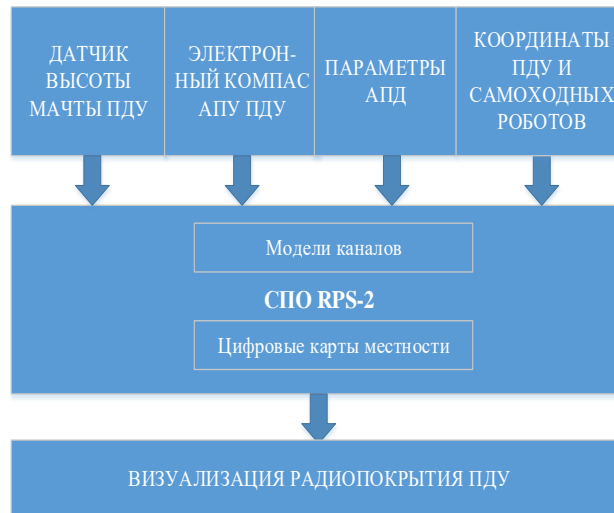 ДАТЧИК
ВЫСОТЫ
МАЧТЫ ПДУ
ЭЛЕКТРОН-
НЫЙ КОМПАС
АПУ ПДУ
ПАРАМЕТРЫ
АПД
КООРДИНАТЫ
ПДУ И
САМОХОДНЫХ
РОБОТОВ
Модели каналов
СПО RPS-2
Цифровые карты местности
ВИЗУАЛИЗАЦИЯ РАДИОПОКРЫТИЯ ПДУ